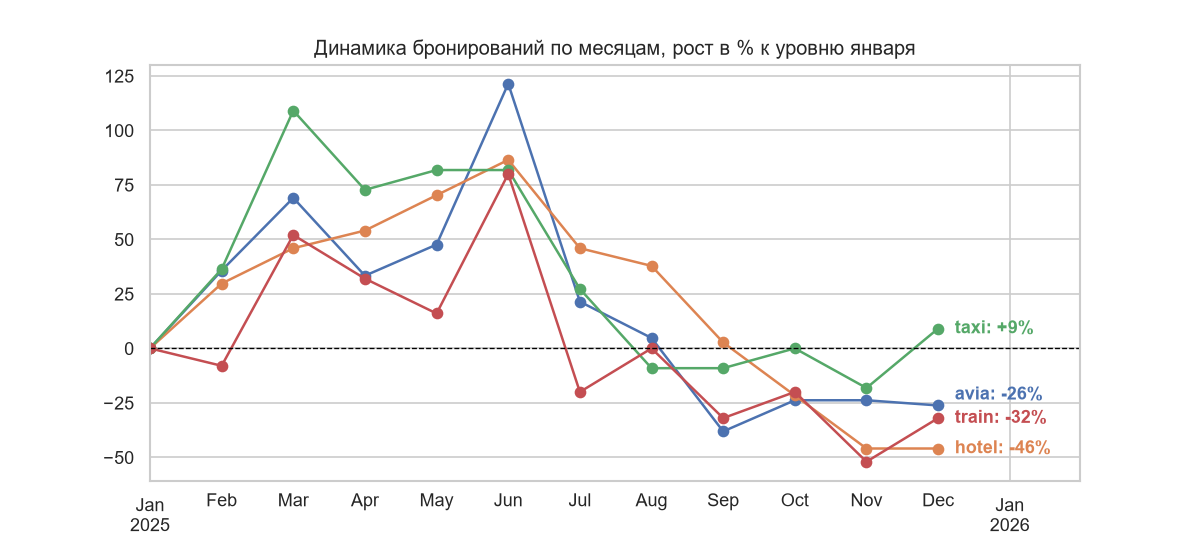 Динамика бронирований по месяцам, рост в % к уровню января
125
100
75
50
25
0
−25
−50
taxi: +9%
avia: -26%
train: -32%
hotel: -46%
Jan Feb Mar Apr May Jun Jul Aug Sep Oct Nov Dec Jan
2025 2026